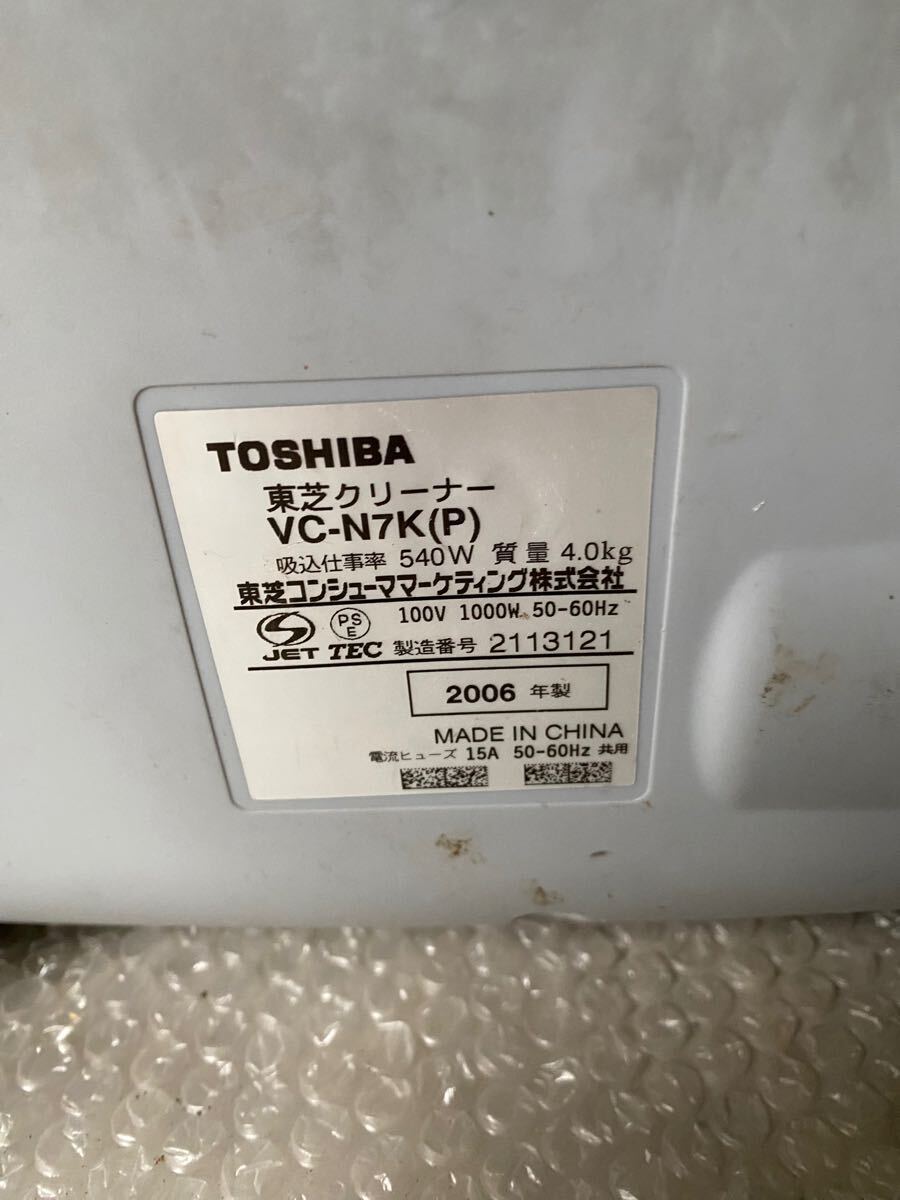 TOSHIBA
東芝クリーナー
VC-N7K(P)
吸込仕事率 540W 質量 4.0kg
東芝コンシューママーケティング株式会社
PS E 100V 1000W 50-60Hz
JET TEC 製造番号 2113121
2006 年製
MADE IN CHINA
電流ヒューズ 15A 50-60Hz 共用